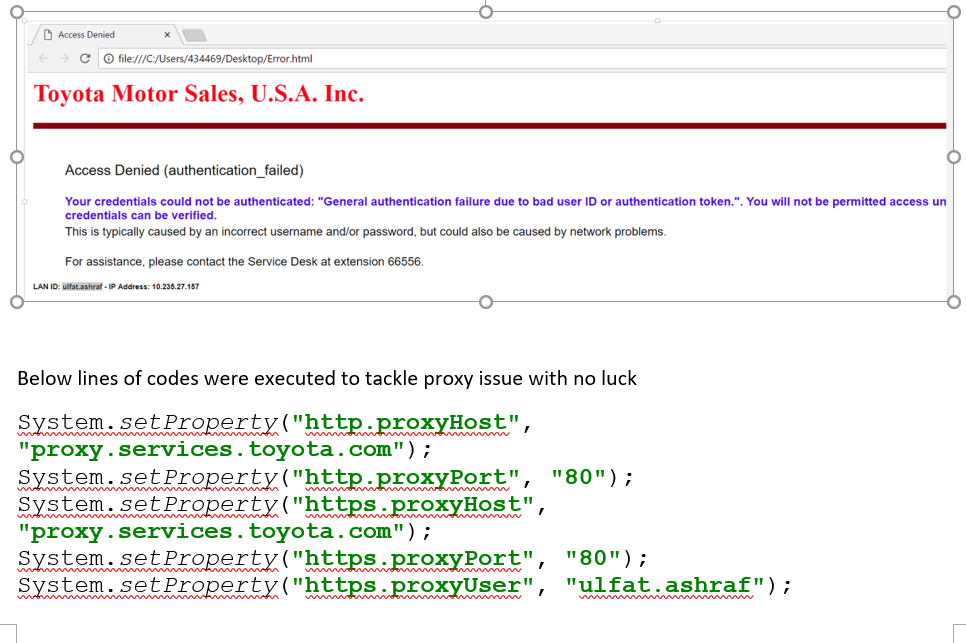 Access Denied
file:///C:/Users/434469/Desktop/Error.html
Toyota Motor Sales, U.S.A. Inc.
Access Denied (authentication_failed)
Your credentials could not be authenticated: "General authentication failure due to bad user ID or authentication token.". You will not be permitted access un
credentials can be verified.
This is typically caused by an incorrect username and/or password, but could also be caused by network problems.
For assistance, please contact the Service Desk at extension 66556.
LAN ID: ulfat.ashraf - IP Address: 10.235.27.157
Below lines of codes were executed to tackle proxy issue with no luck
System.setProperty("http.proxyHost",
"proxy.services.toyota.com");
System.setProperty("http.proxyPort", "80");
System.setProperty("https.proxyHost",
"proxy.services.toyota.com");
System.setProperty("https.proxyPort", "80");
System.setProperty("https.proxyUser", "ulfat.ashraf");